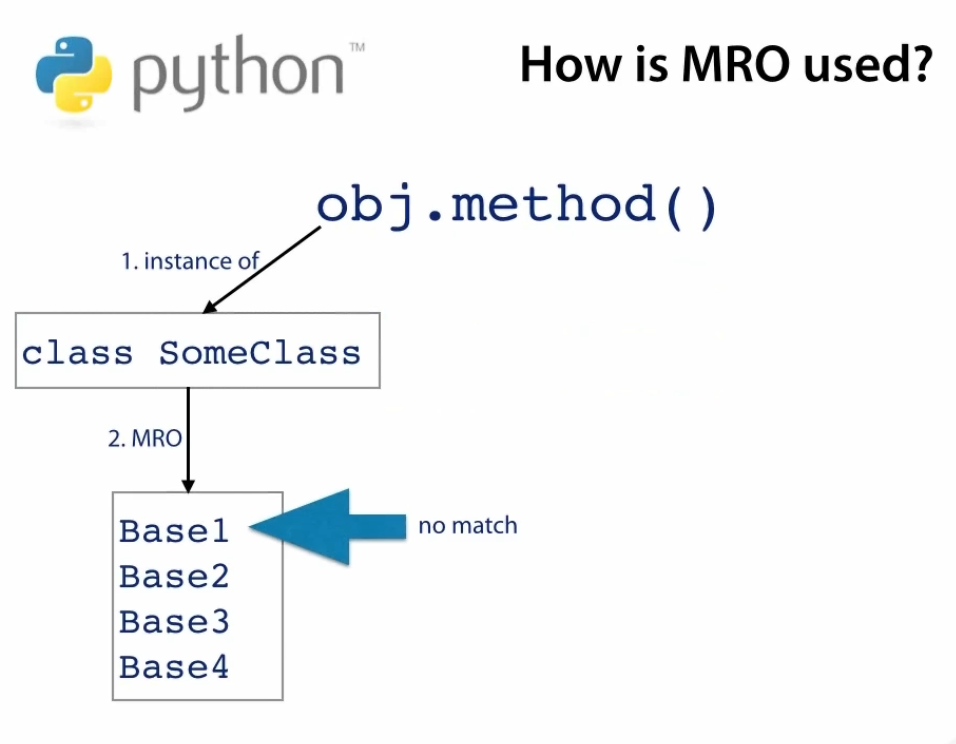 python™
How is MRO used?
obj.method()
1. instance of
class SomeClass
2. MRO
Base1
no match
Base2
Base3
Base4